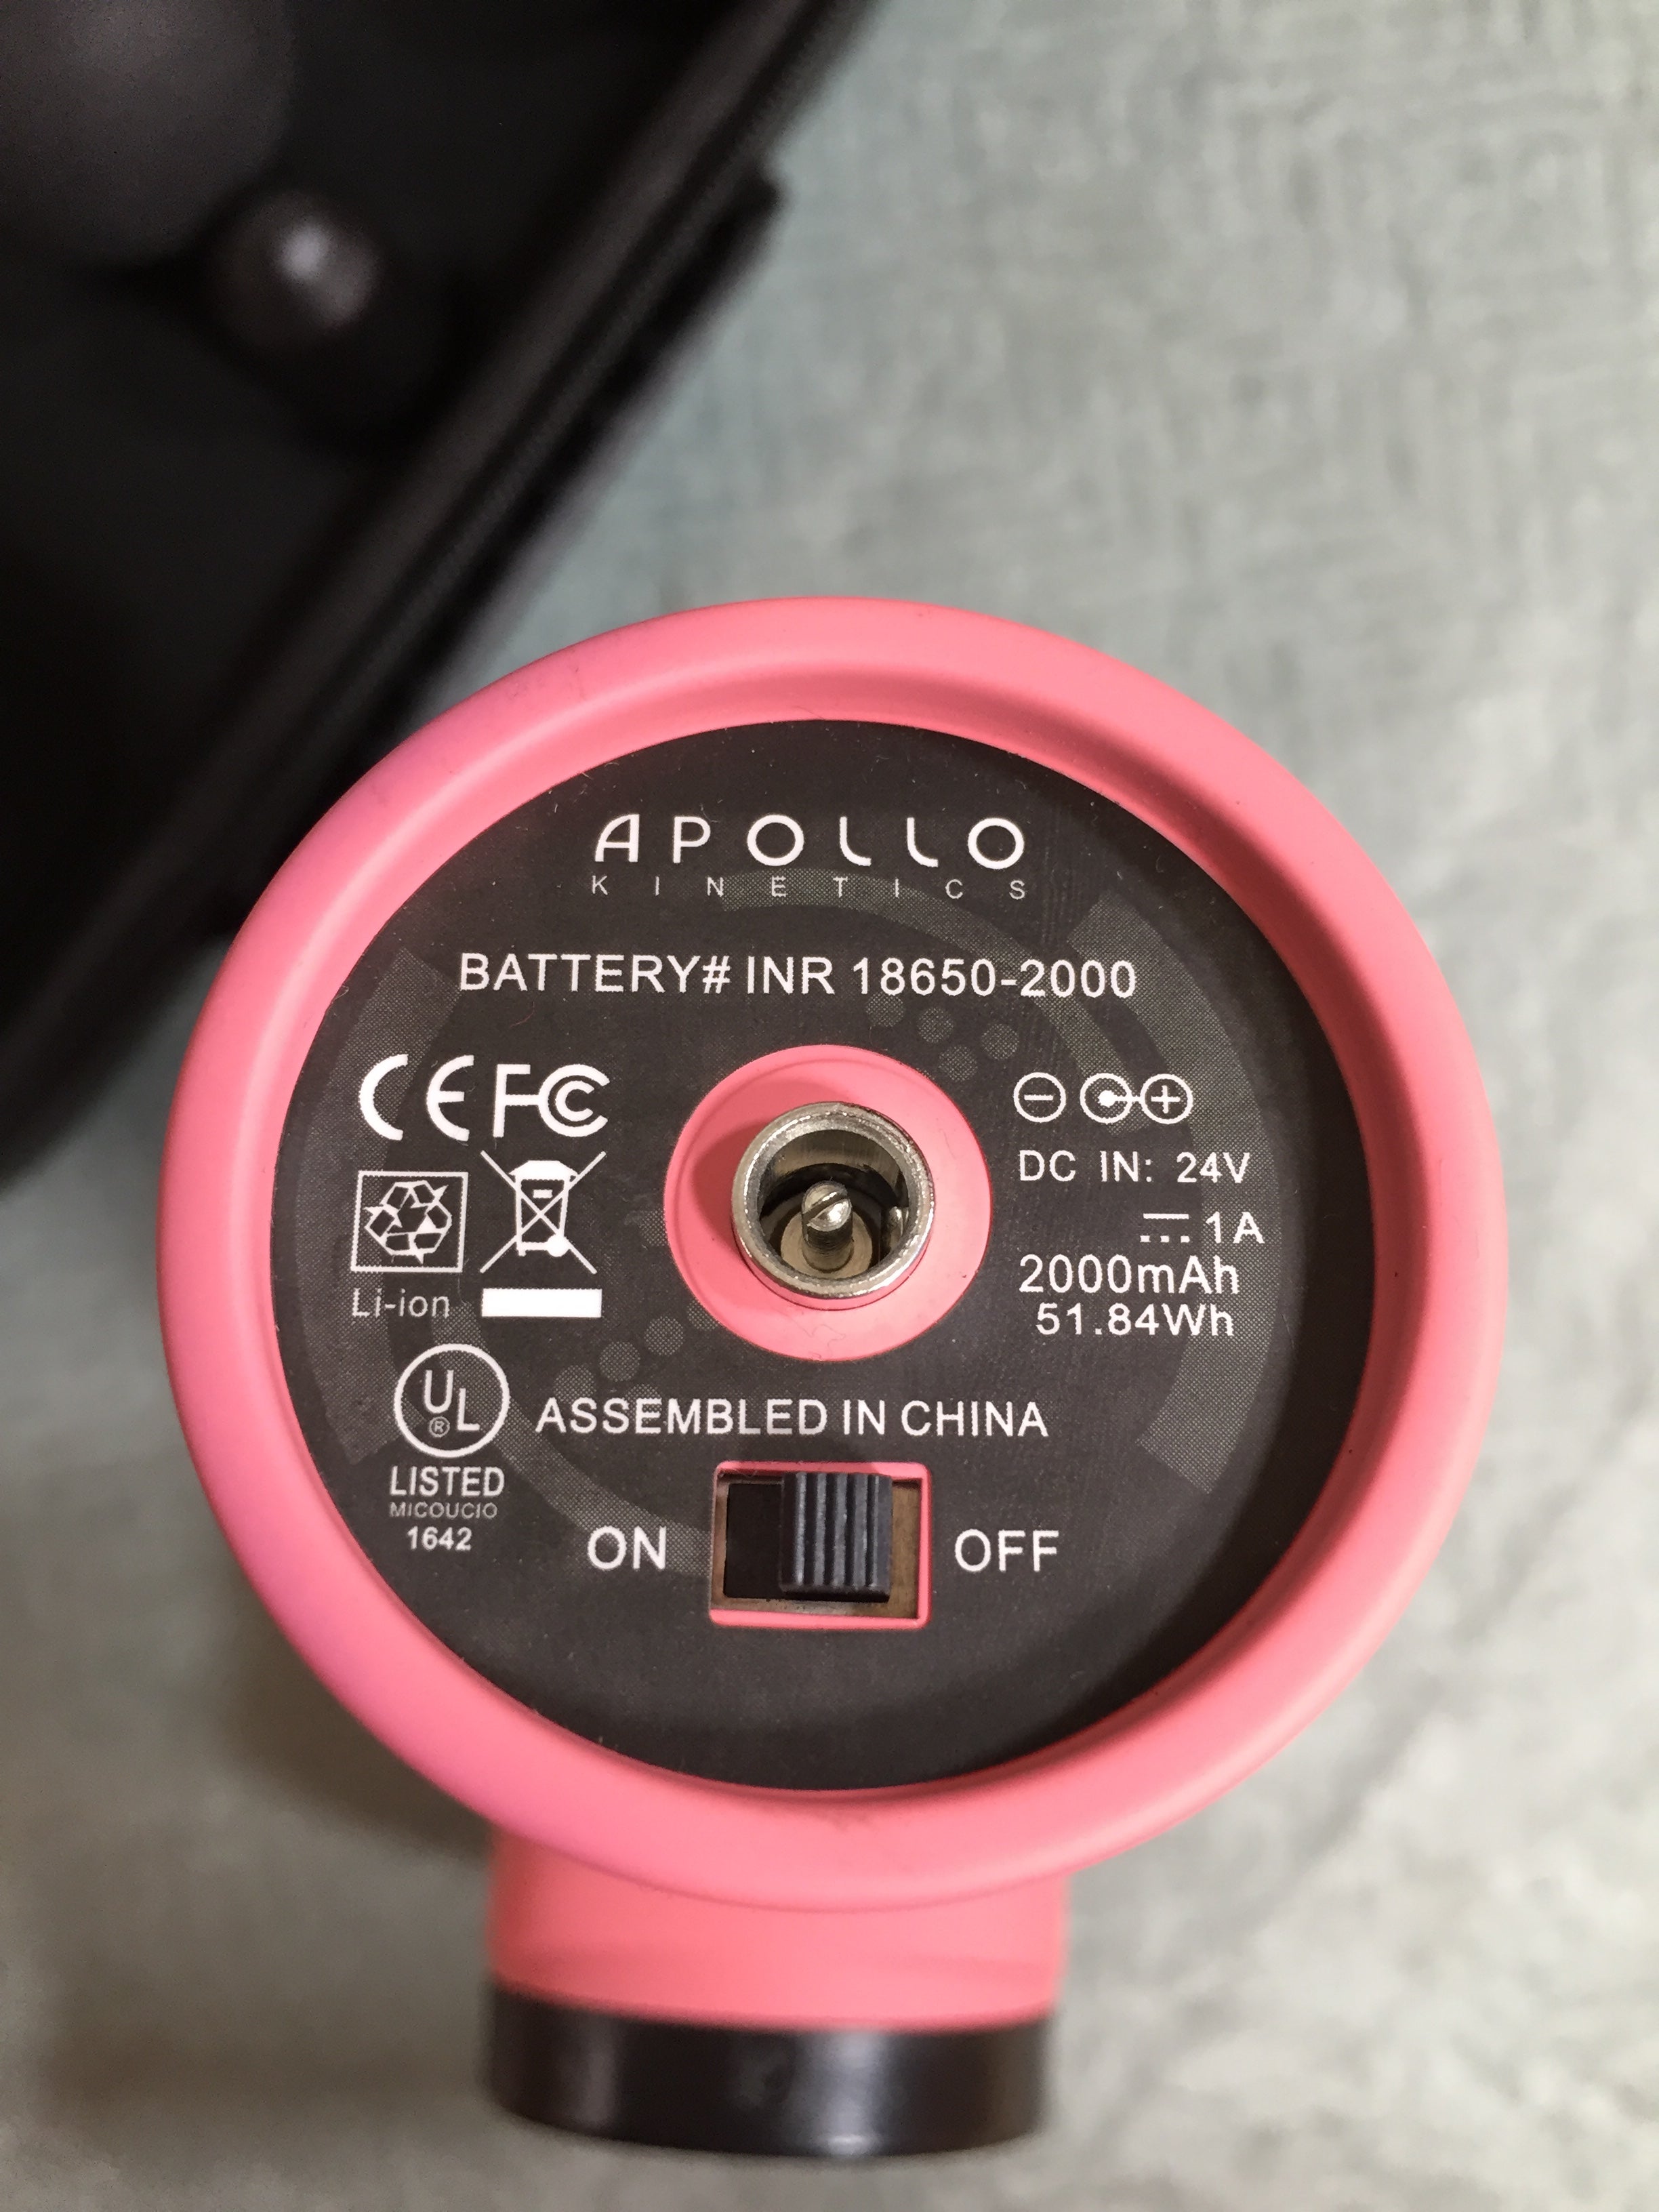 APOLLO
KINETICS
BATTERY# INR 18650-2000
CE FC
DC IN: 24V
1A
2000mAh
51.84Wh
Li-ion
UL
®
ASSEMBLED IN CHINA
LISTED
MICOUCIO
1642
ON OFF